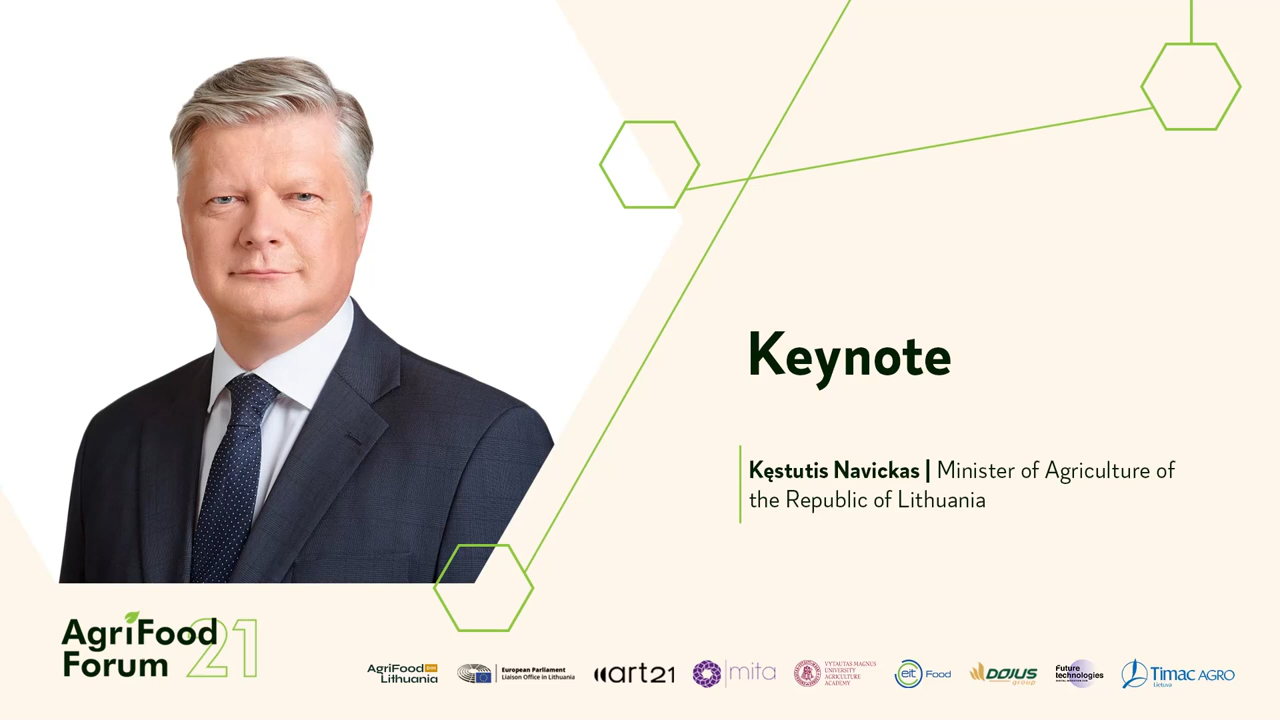 Keynote
Kęstutis Navickas | Minister of Agriculture of
the Republic of Lithuania
AgriFood
Forum 21
AgriFood
Lithuania
European Parliament
Liaison Office in Lithuania
art21
mita
VYTAUTAS MAGNUS
UNIVERSITY
AGRICULTURE
ACADEMY
eit Food
DOJUS
group
Future
technologies
TIMAC AGRO
Lietuva